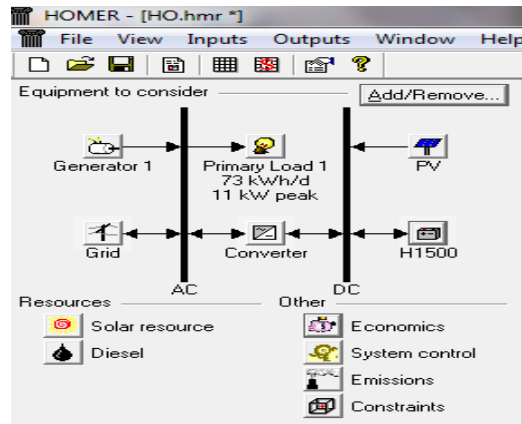 HOMER - [HO.hmr *]
File View Inputs Outputs Window Help
Equipment to consider Add/Remove...
Generator 1 Primary Load 1 PV
73 kWh/d
11 kW peak
Grid Converter H1500
AC DC
Resources Other
Solar resource Economics
Diesel System control
Emissions
Constraints